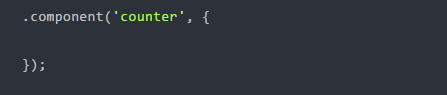 .component('counter', {
});